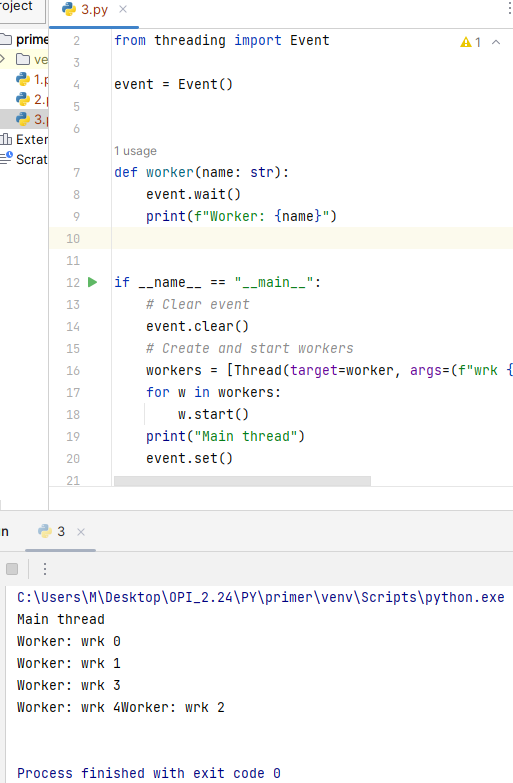 roject
3.py
prime
ve
1.
2.
3.
Exter
Scrat
2 from threading import Event
1
3
4 event = Event()
5
6
1 usage
7 def worker(name: str):
8 event.wait()
9 print(f"Worker: {name}")
10
11
12 if __name__ == "__main__":
13 # Clear event
14 event.clear()
15 # Create and start workers
16 workers = [Thread(target=worker, args=(f"wrk {
17 for w in workers:
18 w.start()
19 print("Main thread")
20 event.set()
21
n
3
C:\Users\M\Desktop\OPI_2.24\PY\primer\venv\Scripts\python.exe
Main thread
Worker: wrk 0
Worker: wrk 1
Worker: wrk 3
Worker: wrk 4Worker: wrk 2
Process finished with exit code 0